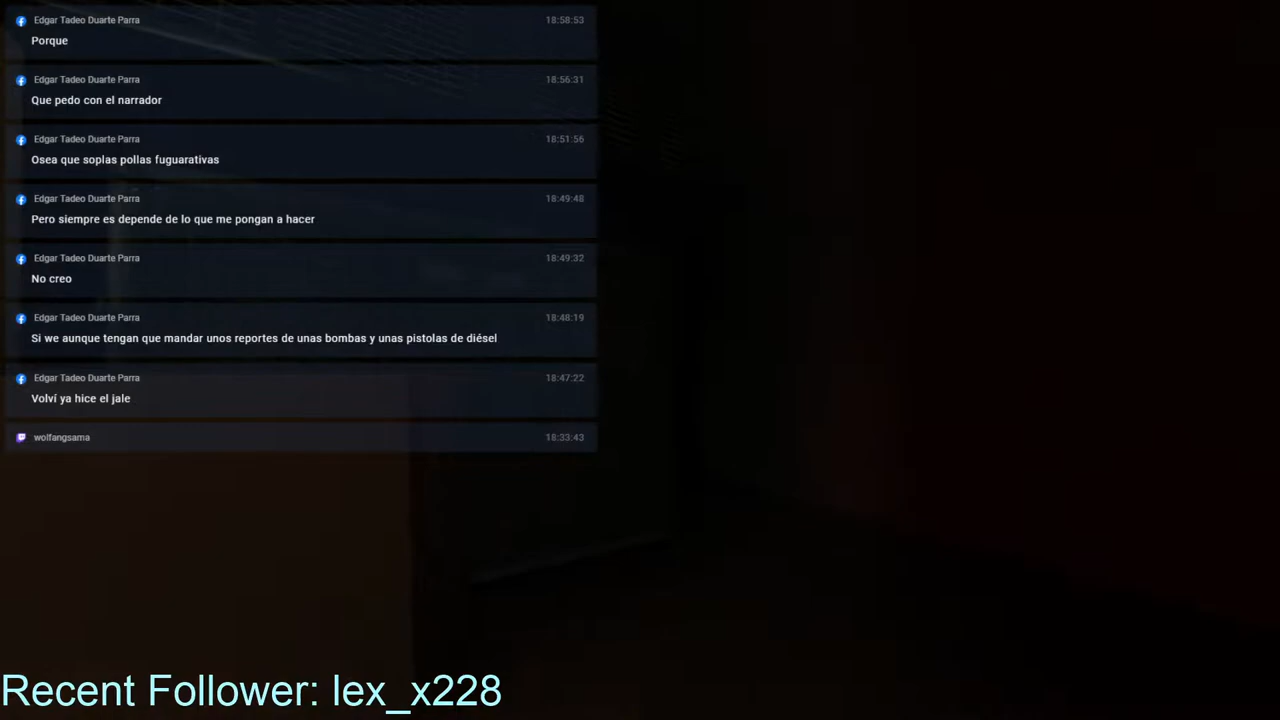 Edgar Tadeo Duarte Parra 18:58:53
Porque
Edgar Tadeo Duarte Parra 18:56:31
Que pedo con el narrador
Edgar Tadeo Duarte Parra 18:51:56
Osea que soplas pollas fuguarativas
Edgar Tadeo Duarte Parra 18:49:48
Pero siempre es depende de lo que me pongan a hacer
Edgar Tadeo Duarte Parra 18:49:32
No creo
Edgar Tadeo Duarte Parra 18:48:19
Si we aunque tengan que mandar unos reportes de unas bombas y unas pistolas de diésel
Edgar Tadeo Duarte Parra 18:47:22
Volví ya hice el jale
wolfangsama 18:33:43
Recent Follower: lex_x228